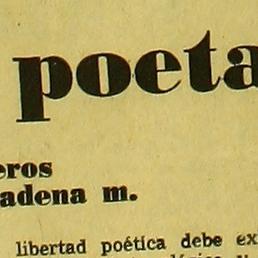 poeta
eros
adena m.
libertad poética debe ex